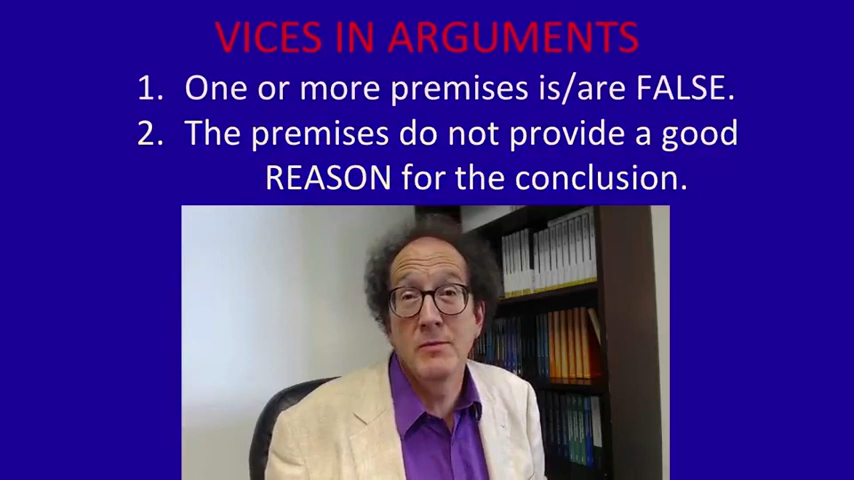 VICES IN ARGUMENTS
1. One or more premises is/are FALSE.
2. The premises do not provide a good
REASON for the conclusion.